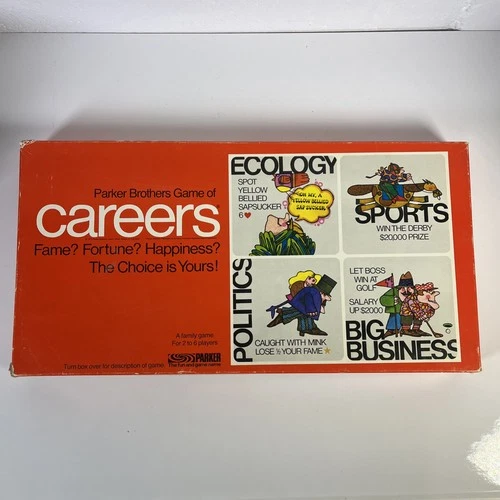 Parker Brothers Game of
careers
Fame? Fortune? Happiness?
The Choice is Yours!
A family game
For 2 to 6 players
PARKER
Turn box over for description of game.
ECOLOGY
SPOT
YELLOW
BELLIED
SAPSUCKER
6 ♥
OH MY, A
YELLOW BELLIED
SAP SUCKER
SPORTS
WIN THE DERBY
$20,000 PRIZE
POLITICS
CAUGHT WITH MINK
LOSE ½ YOUR FAME ★
LET BOSS
WIN AT
GOLF
SALARY
UP $2000
BIG
BUSINESS